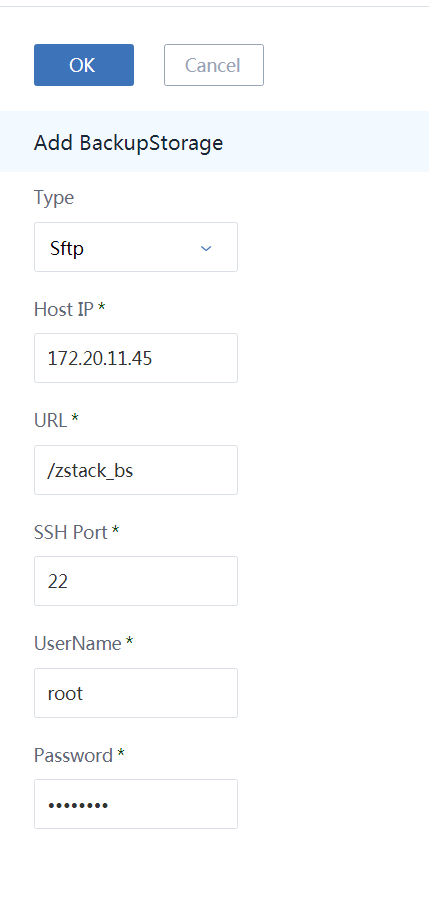 OK
Cancel
Add BackupStorage
Type
Sftp
Host IP *
172.20.11.45
URL *
/zstack_bs
SSH Port *
22
UserName *
root
Password *
••••••••